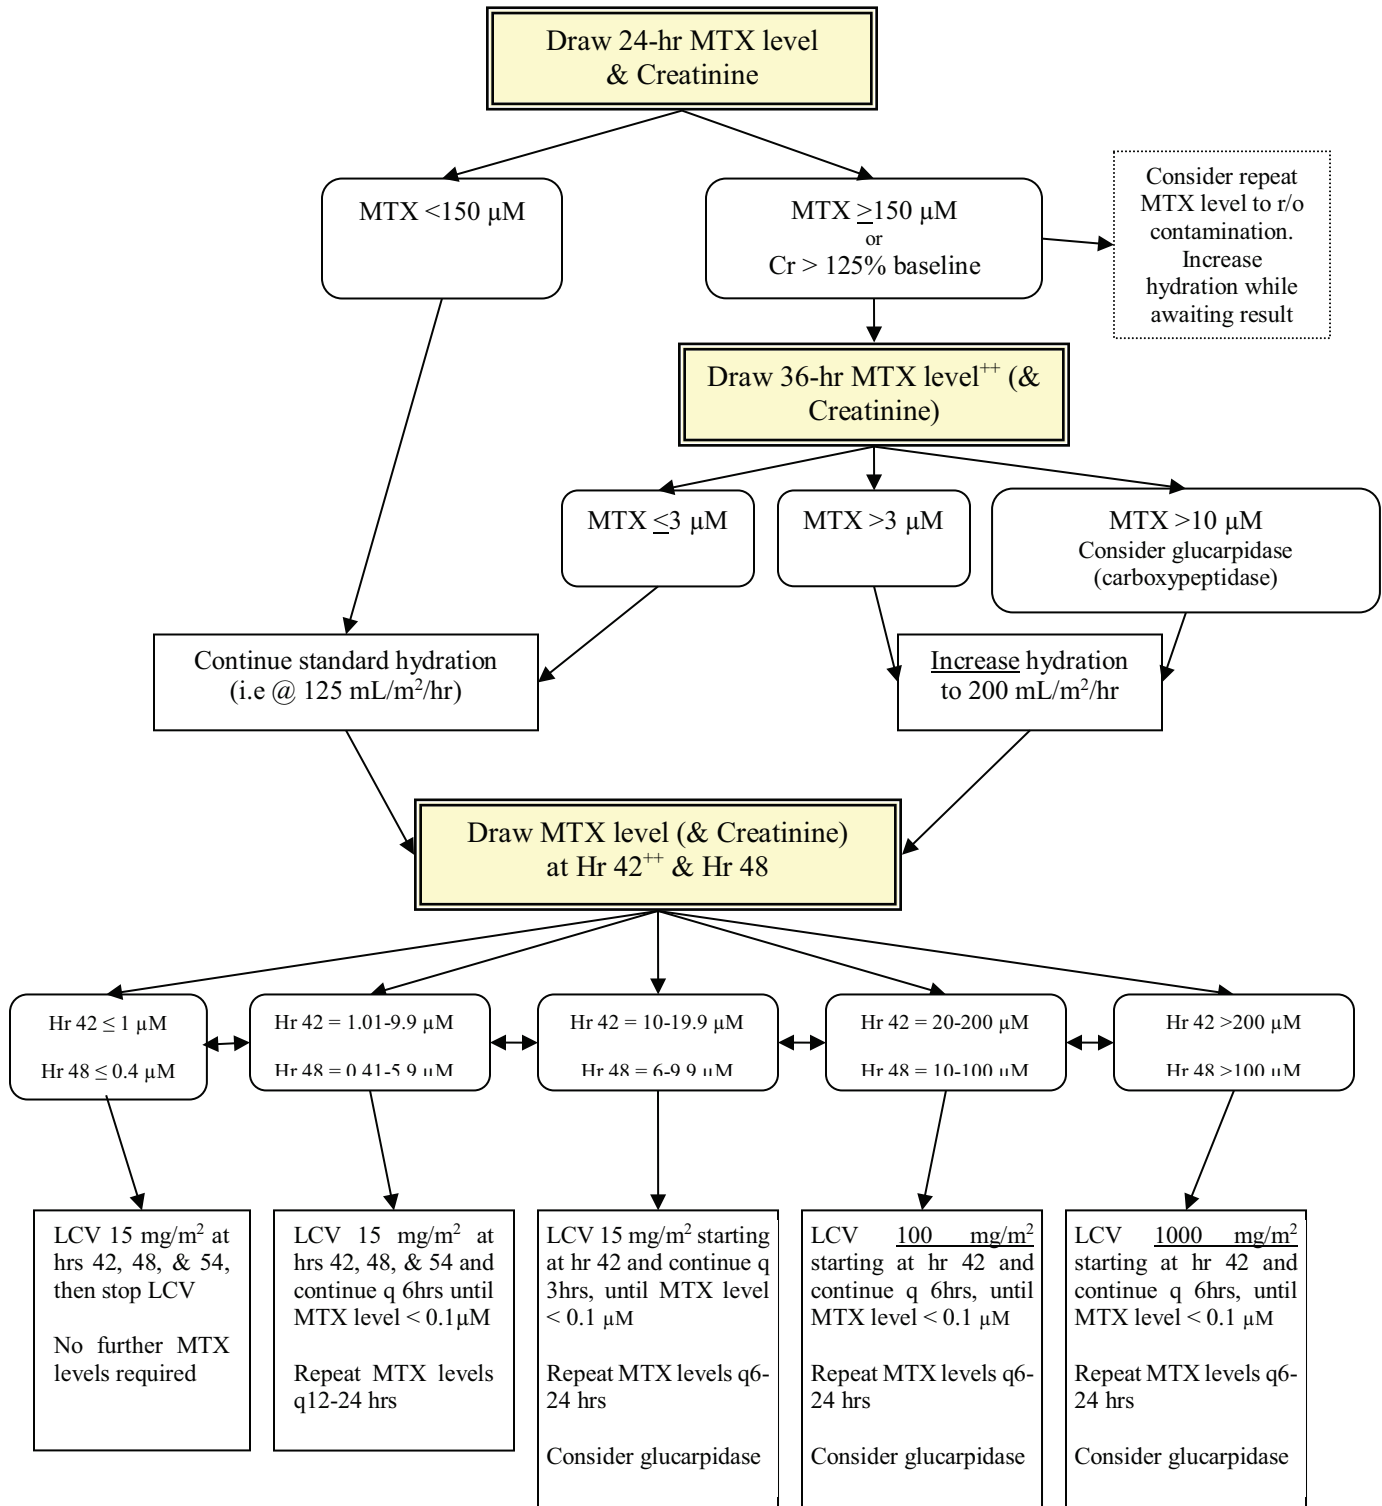 Draw 24-hr MTX level
& Creatinine
MTX <150 µM
MTX ≥150 µM
or
Cr > 125% baseline
Consider repeat
MTX level to r/o
contamination.
Increase
hydration while
awaiting result
Draw 36-hr MTX level⁺⁺ (&
Creatinine)
MTX ≤3 µM
MTX >3 µM
MTX >10 µM
Consider glucarpidase
(carboxypeptidase)
Continue standard hydration
(i.e @ 125 mL/m²/hr)
Increase hydration
to 200 mL/m²/hr
Draw MTX level (& Creatinine)
at Hr 42⁺⁺ & Hr 48
Hr 42 ≤ 1 µM
Hr 48 ≤ 0.4 µM
Hr 42 = 1.01-9.9 µM
Hr 48 = 0.41-5.9 µM
Hr 42 = 10-19.9 µM
Hr 48 = 6-9.9 µM
Hr 42 = 20-200 µM
Hr 48 = 10-100 µM
Hr 42 >200 µM
Hr 48 >100 µM
LCV 15 mg/m² at
hrs 42, 48, & 54,
then stop LCV
No further MTX
levels required
LCV 15 mg/m² at
hrs 42, 48, & 54 and
continue q 6hrs until
MTX level < 0.1µM
Repeat MTX levels
q12-24 hrs
LCV 15 mg/m² starting
at hr 42 and continue q
3hrs, until MTX level
< 0.1 µM
Repeat MTX levels q6-
24 hrs
Consider glucarpidase
LCV 100 mg/m²
starting at hr 42 and
continue q 6hrs, until
MTX level < 0.1 µM
Repeat MTX levels q6-
24 hrs
Consider glucarpidase
LCV 1000 mg/m²
starting at hr 42 and
continue q 6hrs, until
MTX level < 0.1 µM
Repeat MTX levels q6-
24 hrs
Consider glucarpidase